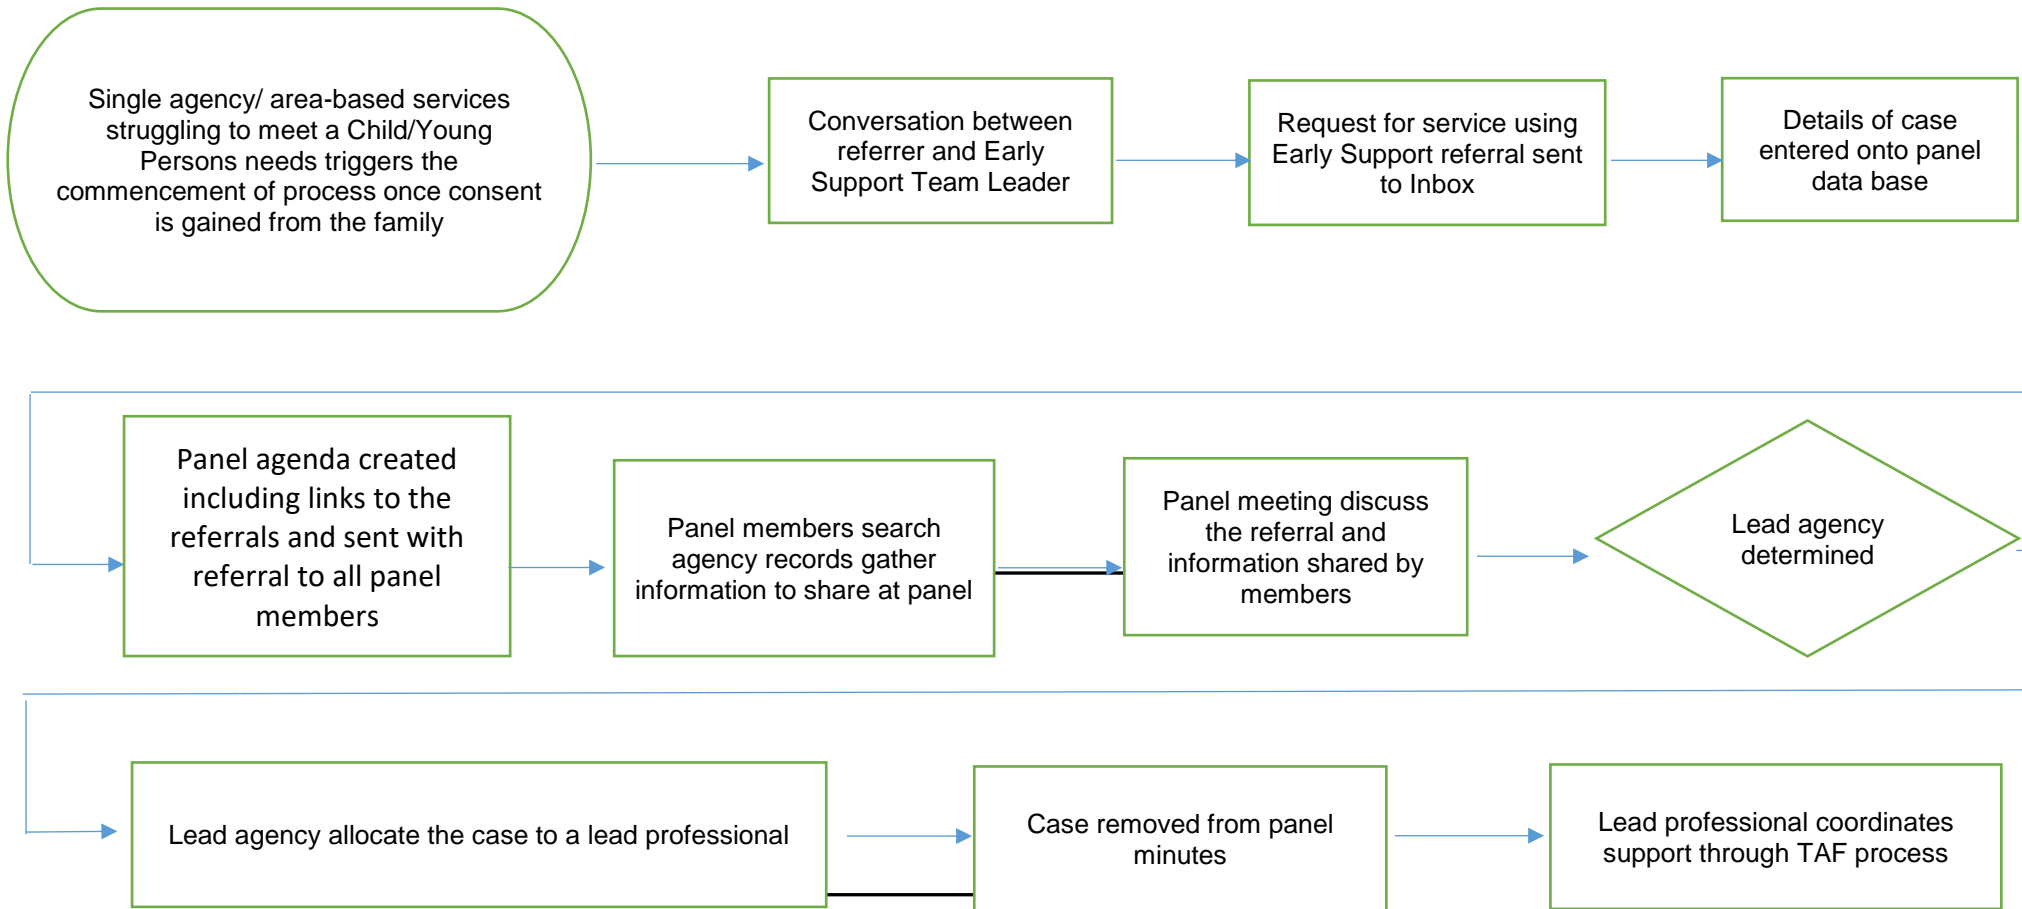 Single agency/ area-based services
struggling to meet a Child/Young
Persons needs triggers the
commencement of process once consent
is gained from the family
Conversation between
referrer and Early
Support Team Leader
Request for service using
Early Support referral sent
to Inbox
Details of case
entered onto panel
data base
Panel agenda created
including links to the
referrals and sent with
referral to all panel
members
Panel members search
agency records gather
information to share at panel
Panel meeting discuss
the referral and
information shared by
members
Lead agency
determined
Lead agency allocate the case to a lead professional
Case removed from panel
minutes
Lead professional coordinates
support through TAF process